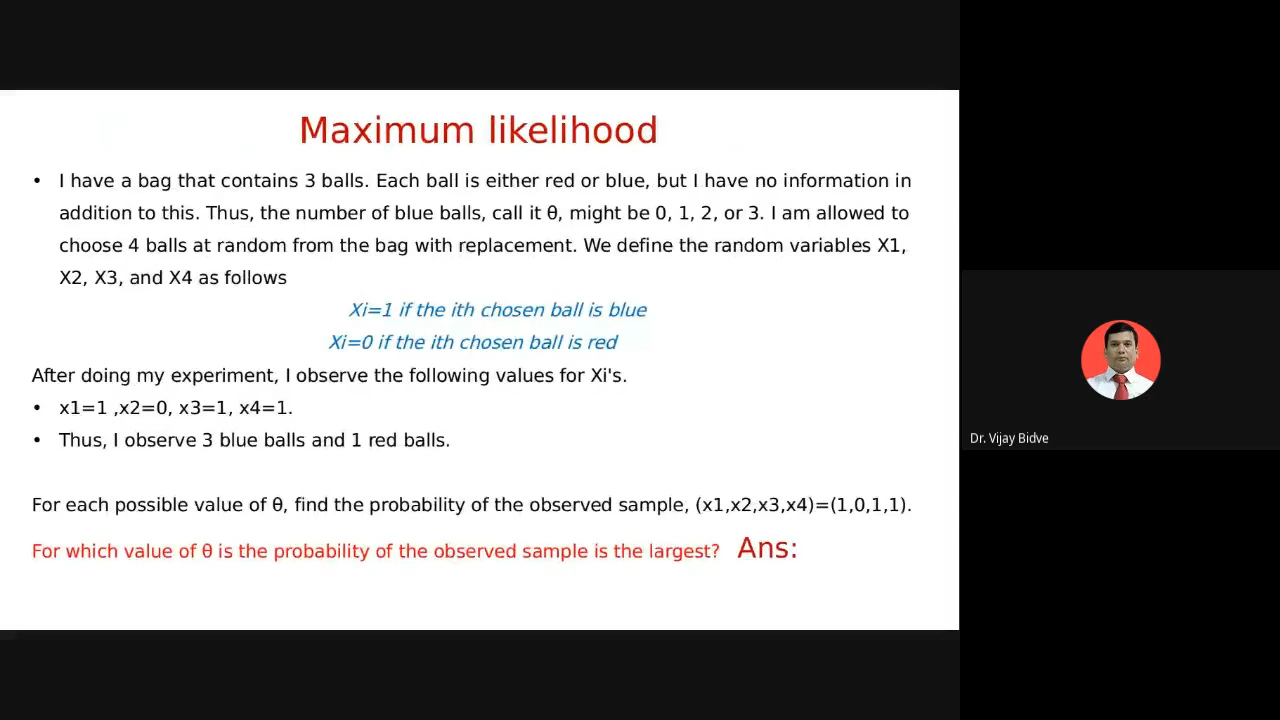 Maximum likelihood
• I have a bag that contains 3 balls. Each ball is either red or blue, but I have no information in
addition to this. Thus, the number of blue balls, call it θ, might be 0, 1, 2, or 3. I am allowed to
choose 4 balls at random from the bag with replacement. We define the random variables X1,
X2, X3, and X4 as follows
Xi=1 if the ith chosen ball is blue
Xi=0 if the ith chosen ball is red
After doing my experiment, I observe the following values for Xi's.
• x1=1 ,x2=0, x3=1, x4=1.
• Thus, I observe 3 blue balls and 1 red balls.
For each possible value of θ, find the probability of the observed sample, (x1,x2,x3,x4)=(1,0,1,1).
For which value of θ is the probability of the observed sample is the largest? Ans:
Dr. Vijay Bidve